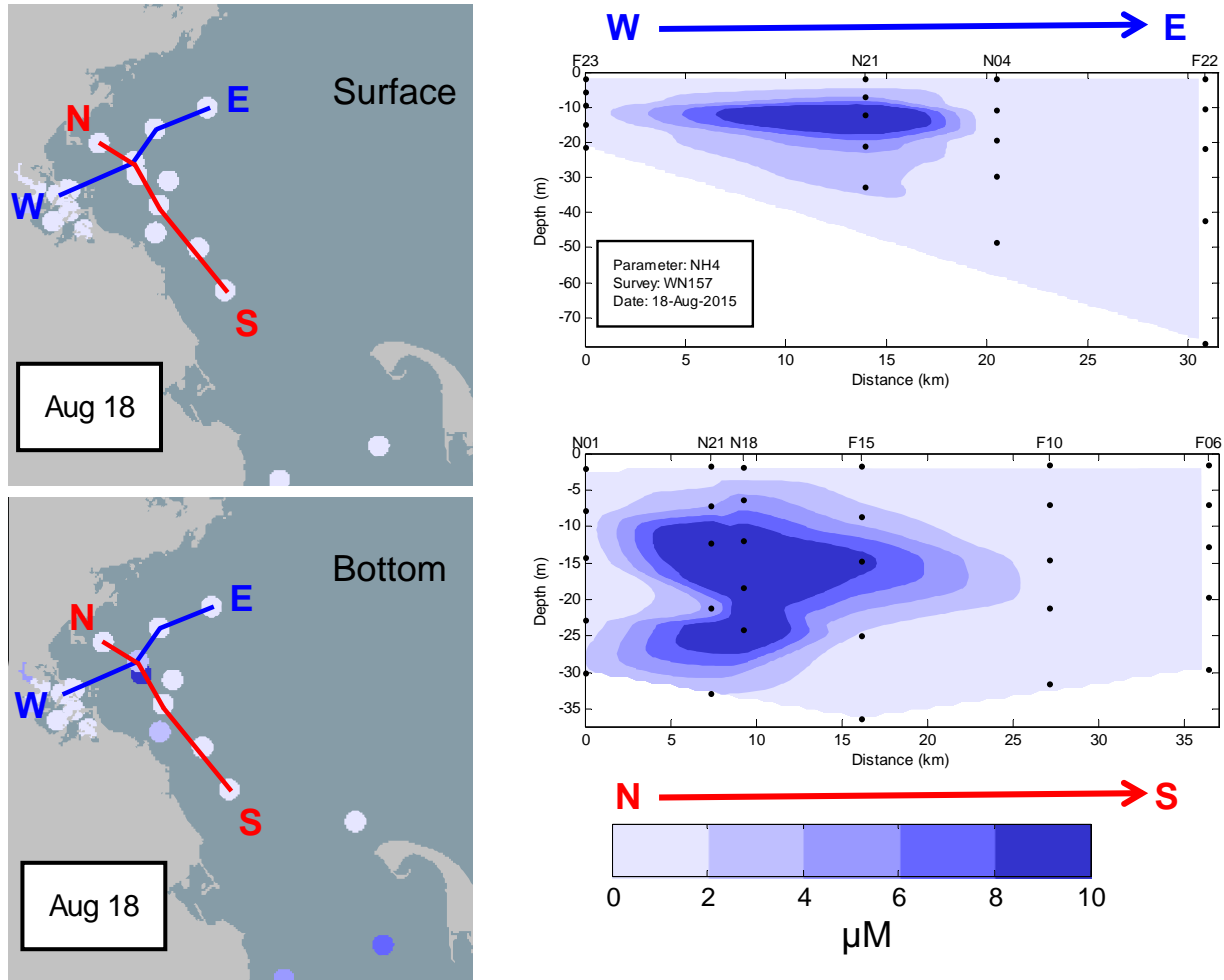 Surface
N
E
W
S
Aug 18
Bottom
N
E
W
S
Aug 18
W E
F23 N21 N04 F22
0
-10
-20
-30
-40
-50
-60
-70
Depth (m)
Parameter: NH4
Survey: WN157
Date: 18-Aug-2015
0 5 10 15 20 25 30
Distance (km)
N01 N21 N18 F15 F10 F06
0
-5
-10
-15
-20
-25
-30
-35
Depth (m)
0 5 10 15 20 25 30 35
Distance (km)
N S
0 2 4 6 8 10
µM